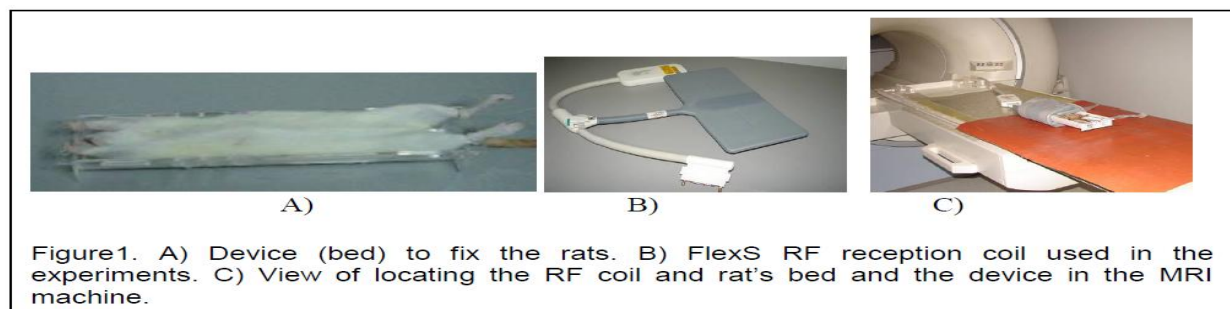 A)
B)
C)
Figure1. A) Device (bed) to fix the rats. B) FlexS RF reception coil used in the
experiments. C) View of locating the RF coil and rat's bed and the device in the MRI
machine.